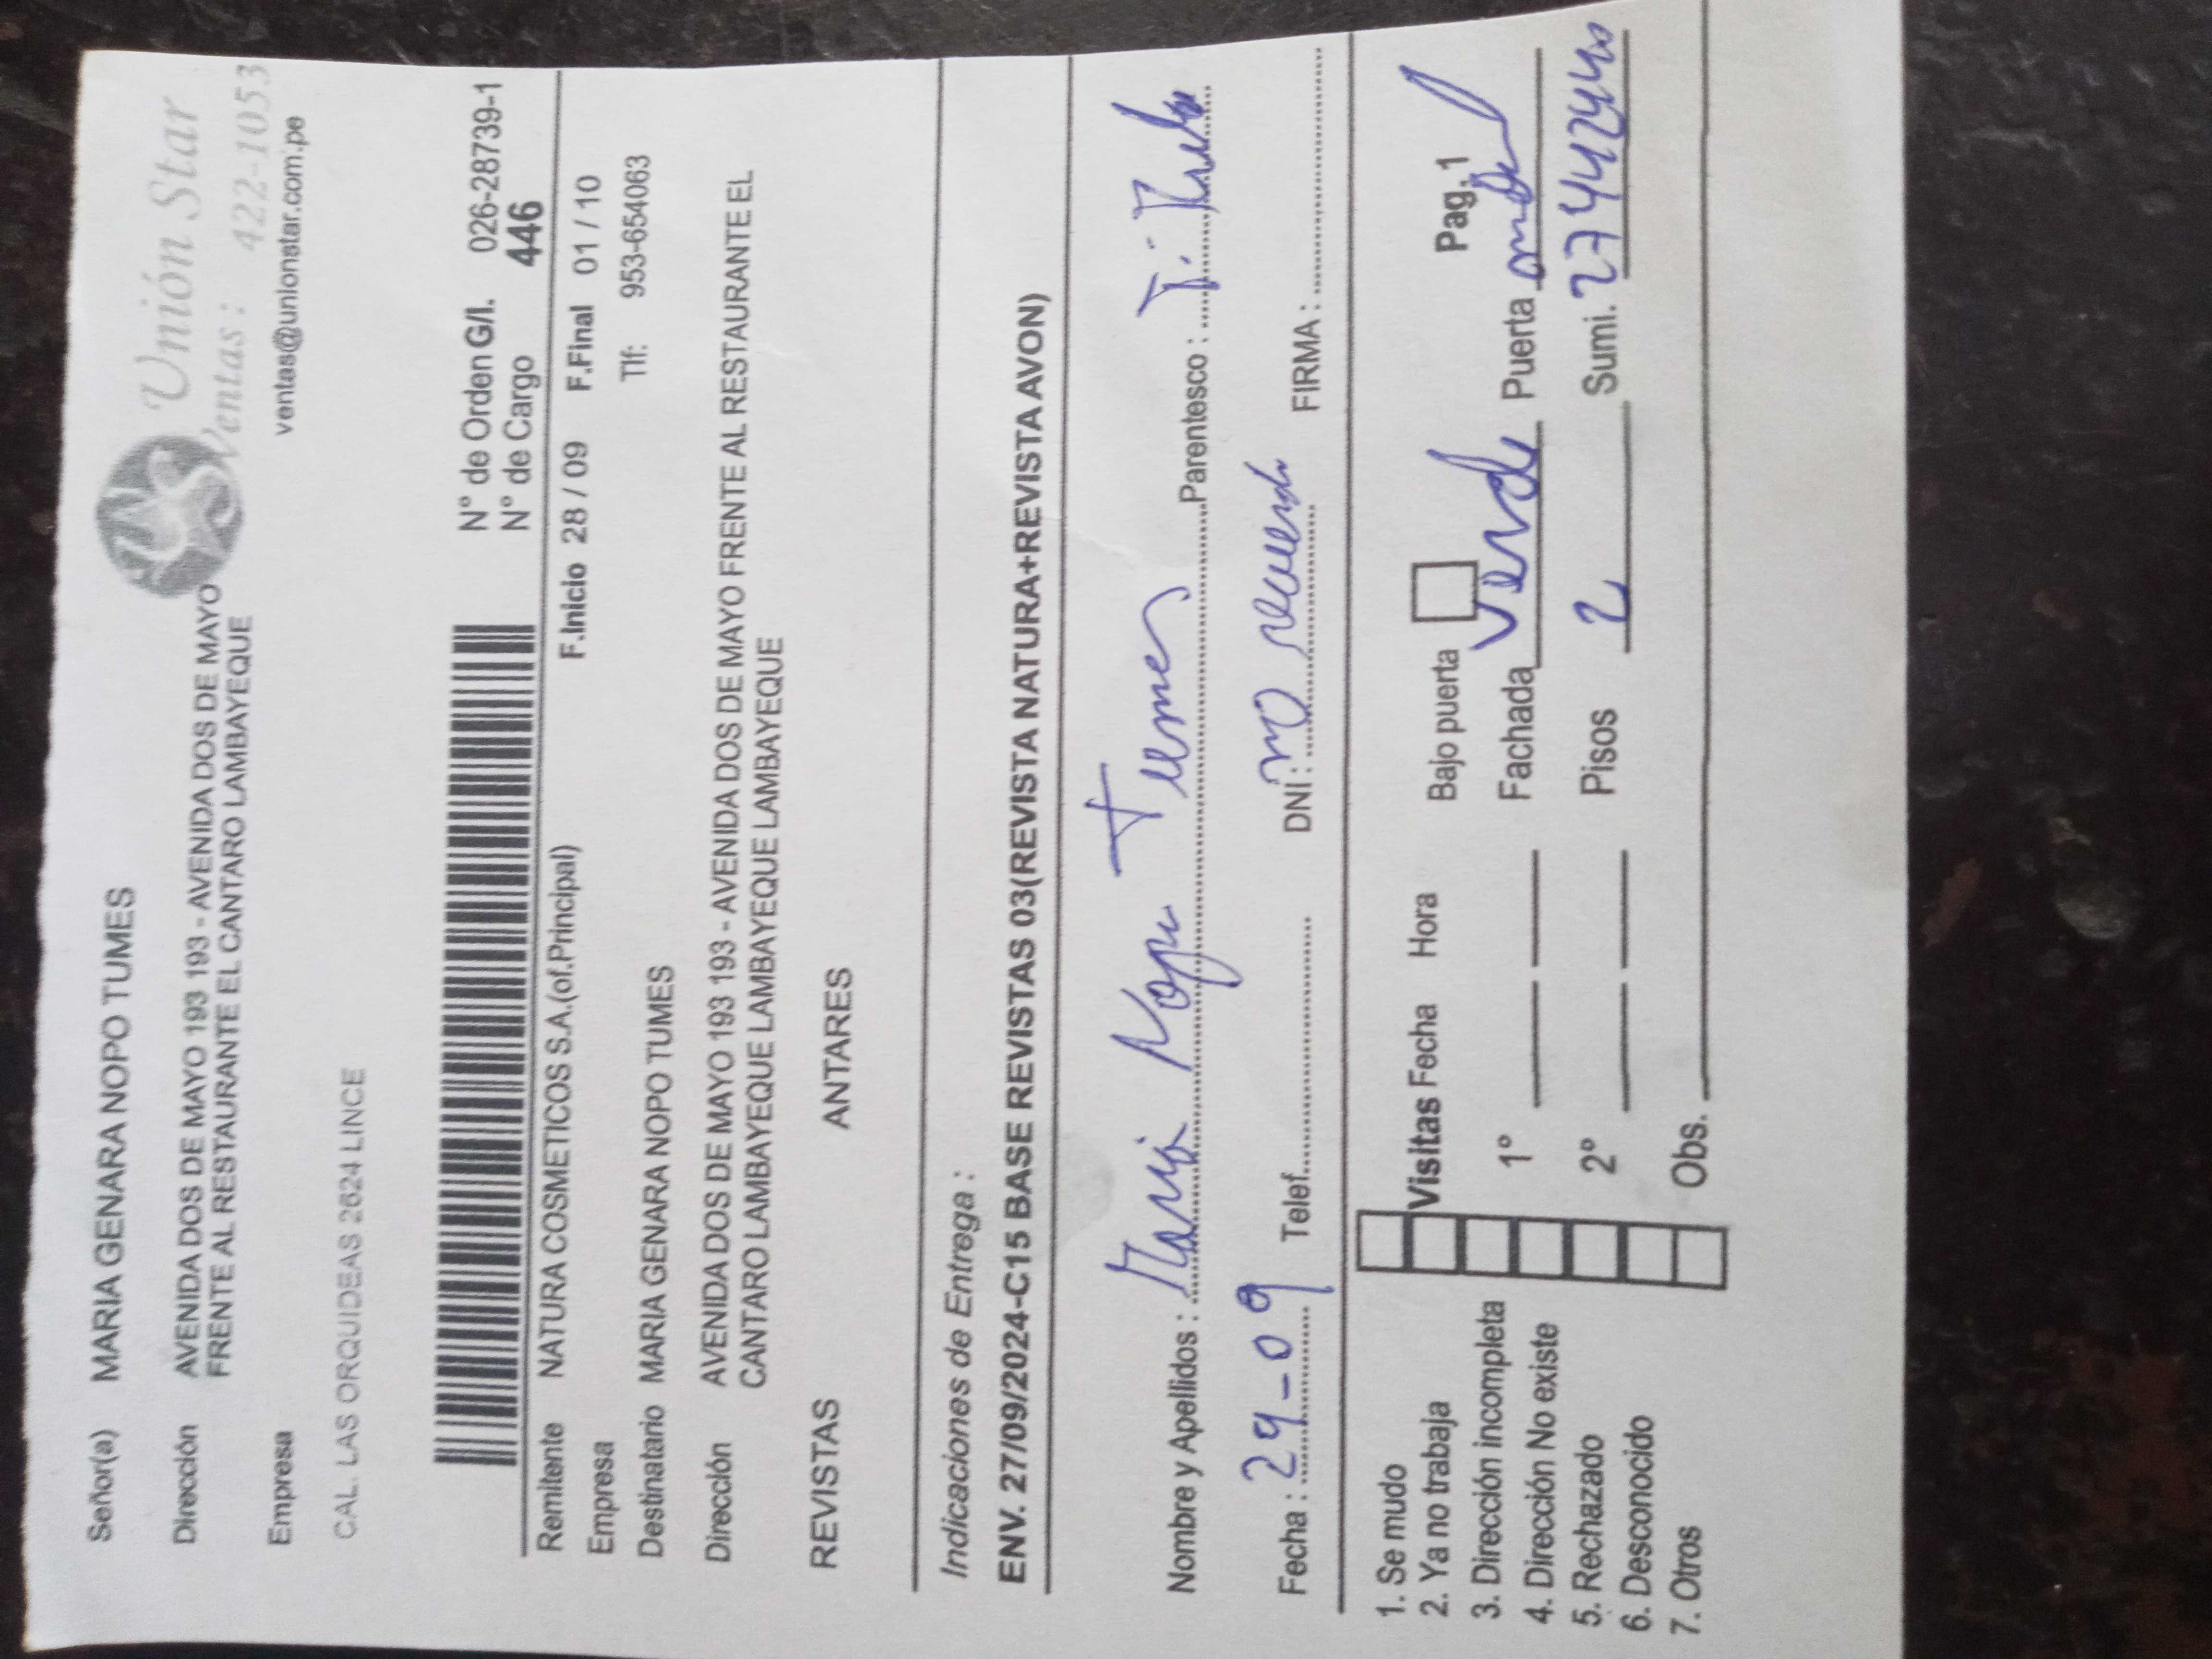 Señor(a) MARIA GENARA NOPO TUMES
Unión Star
Dirección AVENIDA DOS DE MAYO 193 193 - AVENIDA DOS DE MAYO
FRENTE AL RESTAURANTE EL CANTARO LAMBAYEQUE
Ventas : 422-1053
Empresa
ventas@unionstar.com.pe
CAL. LAS ORQUIDEAS 2624 LINCE
N° de Orden G/I. 026-28739-1
N° de Cargo 446
Remitente NATURA COSMETICOS S.A.(of.Principal) F.Inicio 28 / 09 F.Final 01 / 10
Empresa Tlf: 953-654063
Destinatario MARIA GENARA NOPO TUMES
Dirección AVENIDA DOS DE MAYO 193 193 - AVENIDA DOS DE MAYO FRENTE AL RESTAURANTE EL
CANTARO LAMBAYEQUE LAMBAYEQUE LAMBAYEQUE
REVISTAS ANTARES
Indicaciones de Entrega :
ENV. 27/09/2024-C15 BASE REVISTAS 03(REVISTA NATURA+REVISTA AVON)
Nombre y Apellidos : Maria Nopo Tumes Parentesco :
Fecha : 29-09 Telef. DNI: no recuerda FIRMA :
1. Se mudo
2. Ya no trabaja
3. Dirección incompleta
4. Dirección No existe
5. Rechazado
6. Desconocido
7. Otros
Visitas Fecha Hora Bajo puerta Pag. 1
1° Fachada Verde Puerta
2° Pisos 2 Sumi.
Obs.